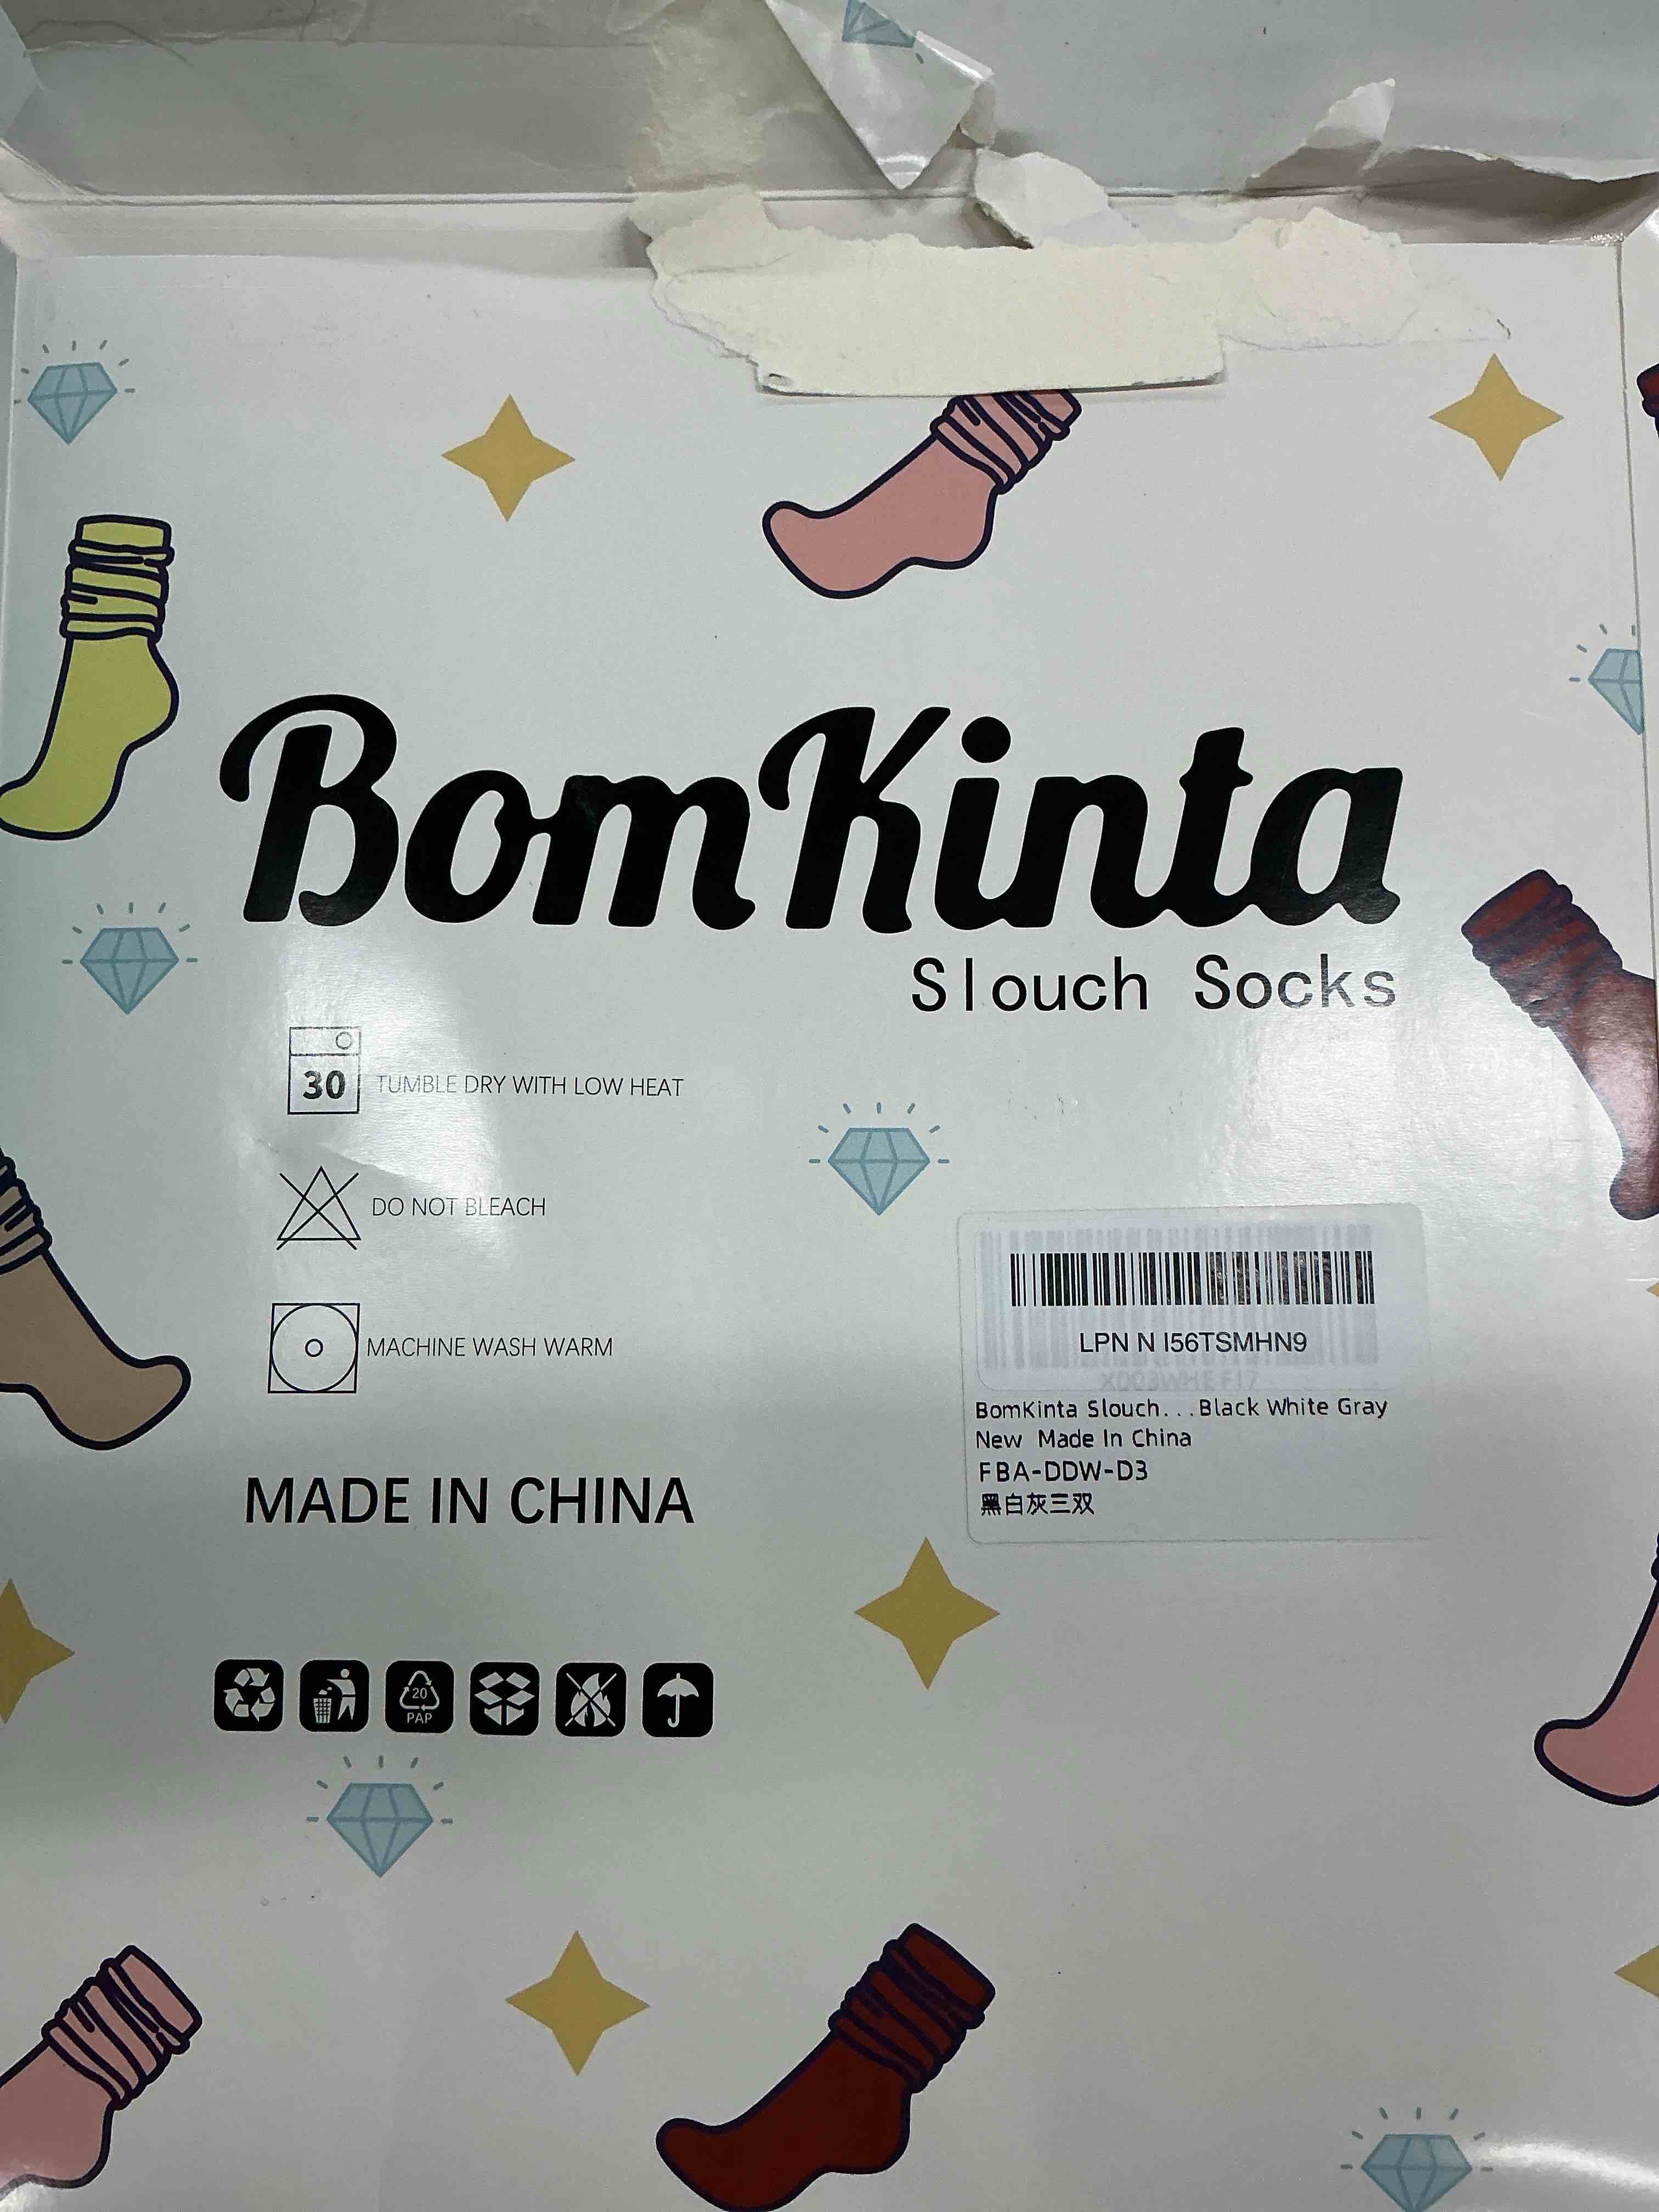 BomKinta
Slouch Socks
30 TUMBLE DRY WITH LOW HEAT
DO NOT BLEACH
MACHINE WASH WARM
MADE IN CHINA
LPN N I56TSMHN9
BomKinta Slouch...Black White Gray
New Made In China
FBA-DDW-D3
黑白灰三双
20
PAP